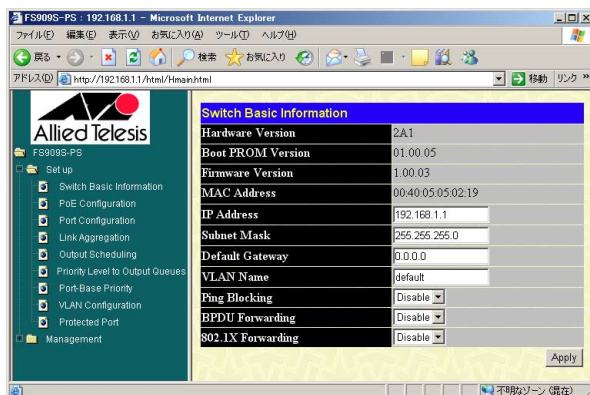 FS909S-PS : 192.168.1.1 - Microsoft Internet Explorer
ファイル(F) 編集(E) 表示(V) お気に入り(A) ツール(T) ヘルプ(H)
戻る 検索 お気に入り
アドレス(D) http://192.168.1.1/html/Hmain.html 移動 リンク »
Allied Telesis
FS909S-PS
Set up
Switch Basic Information
PoE Configuration
Port Configuration
Link Aggregation
Output Scheduling
Priority Level to Output Queues
Port-Base Priority
VLAN Configuration
Protected Port
Management
Switch Basic Information
Hardware Version 2A1
Boot PROM Version 01.00.05
Firmware Version 1.00.03
MAC Address 00:40:05:05:02:19
IP Address 192.168.1.1
Subnet Mask 255.255.255.0
Default Gateway 0.0.0.0
VLAN Name default
Ping Blocking Disable
BPDU Forwarding Disable
802.1X Forwarding Disable
Apply
不明なゾーン (混在)